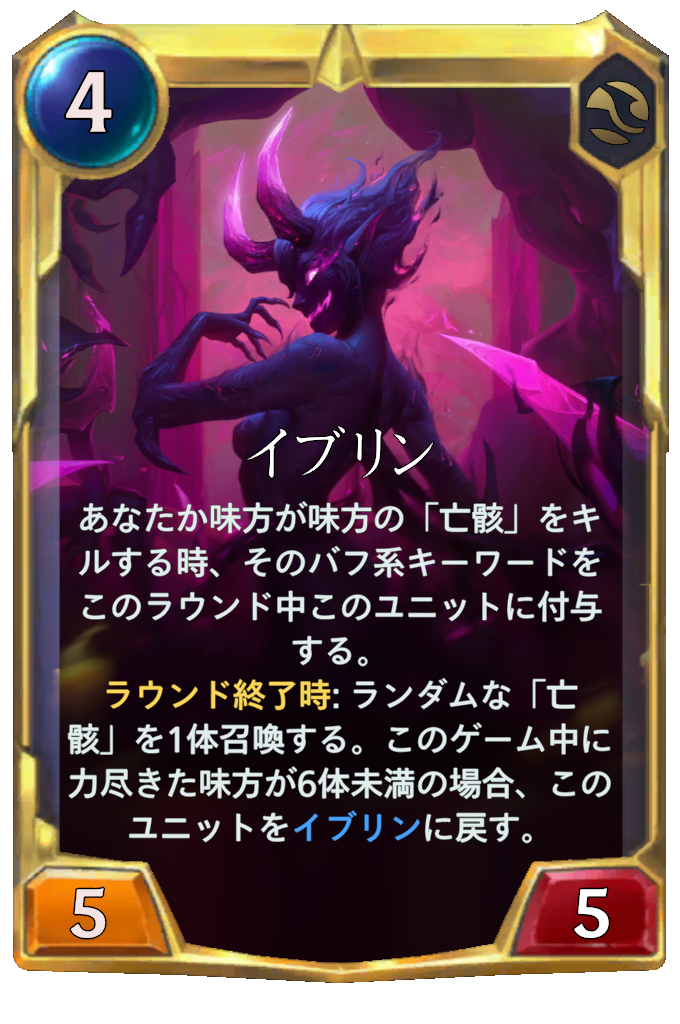 4
イブリン
あなたか味方が味方の「亡骸」をキ
ルする時、そのバフ系キーワードを
このラウンド中このユニットに付与
する。
ラウンド終了時: ランダムな「亡
骸」を1体召喚する。このゲーム中に
力尽きた味方が6体未満の場合、この
ユニットをイブリンに戻す。
5
5